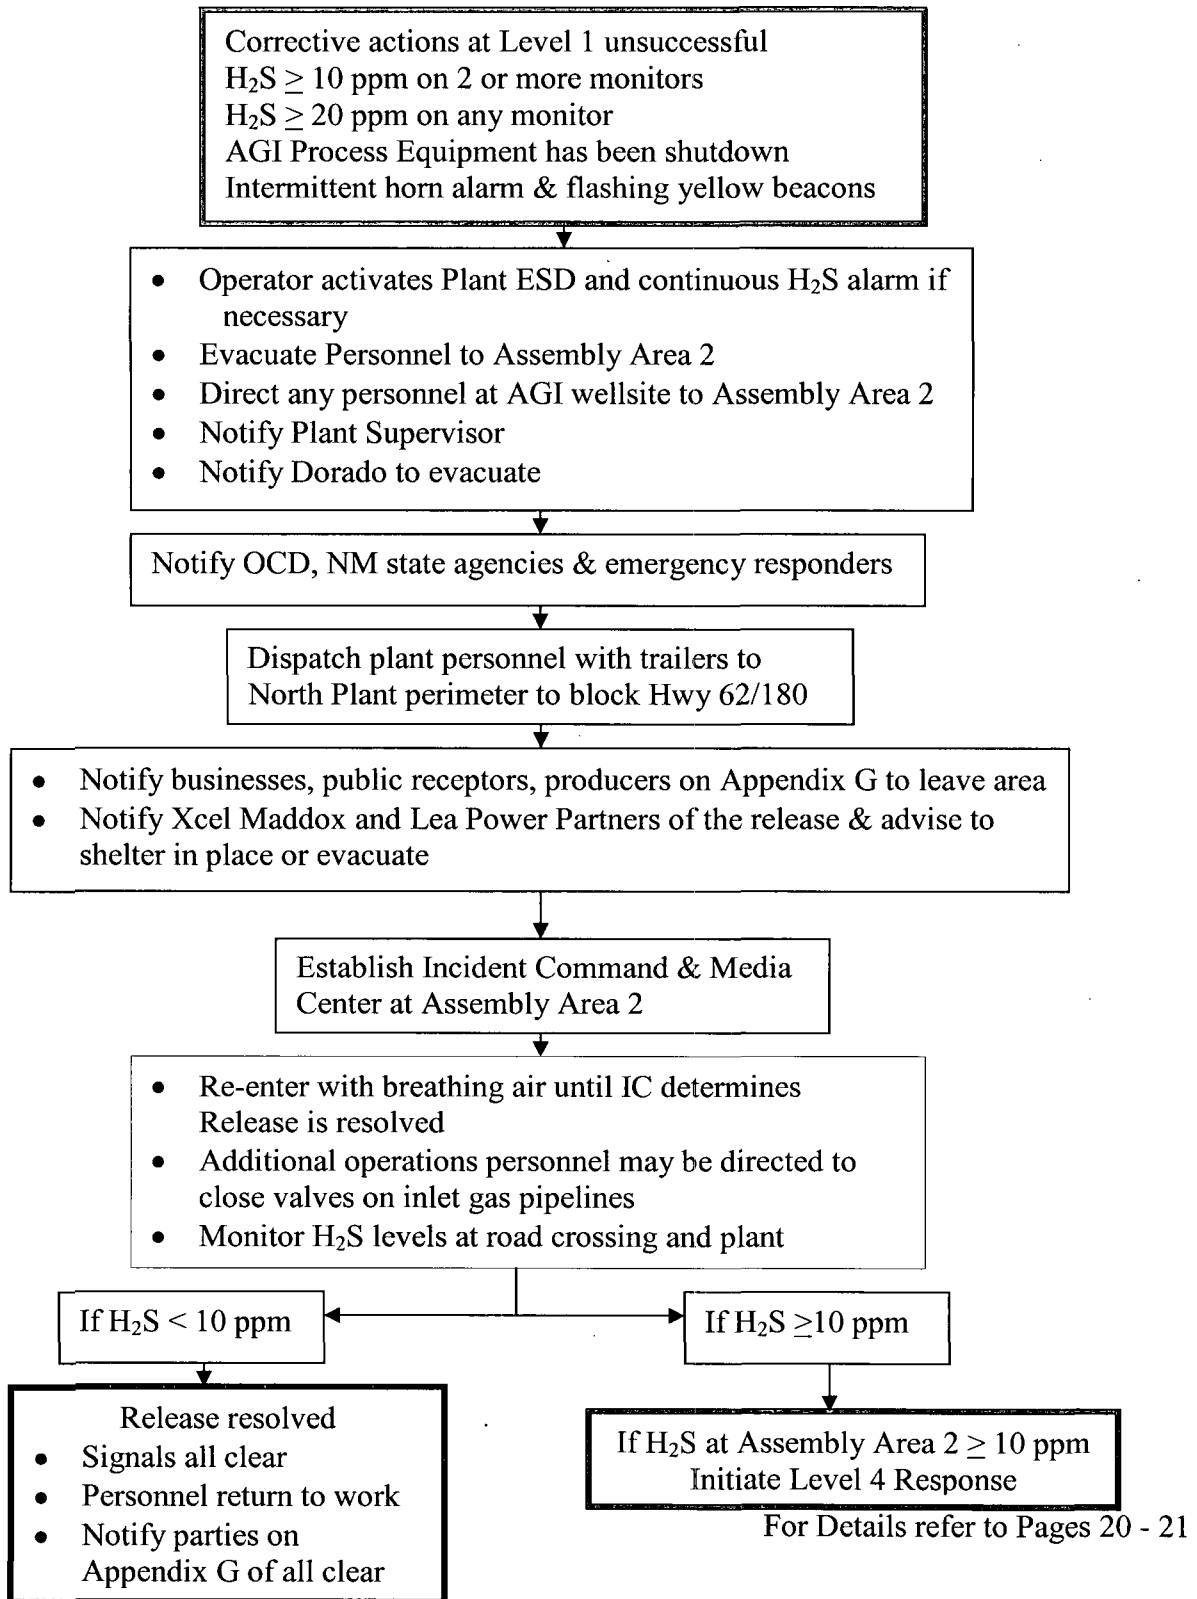 Corrective actions at Level 1 unsuccessful
H₂S ≥ 10 ppm on 2 or more monitors
H₂S ≥ 20 ppm on any monitor
AGI Process Equipment has been shutdown
Intermittent horn alarm & flashing yellow beacons
• Operator activates Plant ESD and continuous H₂S alarm if
necessary
• Evacuate Personnel to Assembly Area 2
• Direct any personnel at AGI wellsite to Assembly Area 2
• Notify Plant Supervisor
• Notify Dorado to evacuate
Notify OCD, NM state agencies & emergency responders
Dispatch plant personnel with trailers to
North Plant perimeter to block Hwy 62/180
• Notify businesses, public receptors, producers on Appendix G to leave area
• Notify Xcel Maddox and Lea Power Partners of the release & advise to
shelter in place or evacuate
Establish Incident Command & Media
Center at Assembly Area 2
• Re-enter with breathing air until IC determines
Release is resolved
• Additional operations personnel may be directed to
close valves on inlet gas pipelines
• Monitor H₂S levels at road crossing and plant
If H₂S < 10 ppm
If H₂S ≥10 ppm
Release resolved
• Signals all clear
• Personnel return to work
• Notify parties on
Appendix G of all clear
If H₂S at Assembly Area 2 ≥ 10 ppm
Initiate Level 4 Response
For Details refer to Pages 20 - 21